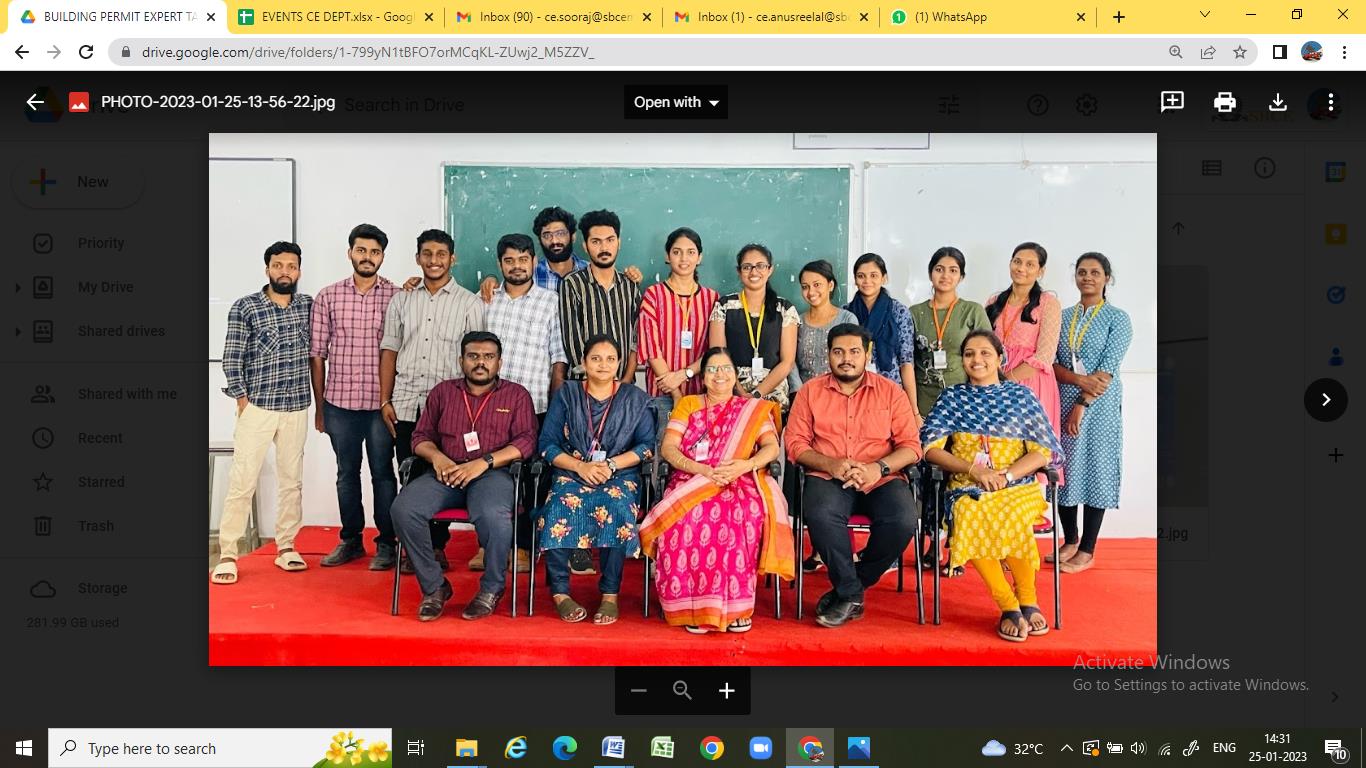 BUILDING PERMIT EXPERT TA
EVENTS CE DEPT.xlsx - Googl
Inbox (90) - ce.sooraj@sbcem
Inbox (1) - ce.anusreelal@sbc
(1) WhatsApp
drive.google.com/drive/folders/1-799yN1tBFO7orMCqKL-ZUwj2_M5ZZV_
PHOTO-2023-01-25-13-56-22.jpg
Search in Drive
Open with
New
Priority
My Drive
Shared drives
Shared with me
Recent
Starred
Trash
Storage
281.99 GB used
2.jpg
Activate Windows
Go to Settings to activate Windows.
Type here to search
32°C
ENG
14:31
25-01-2023
10